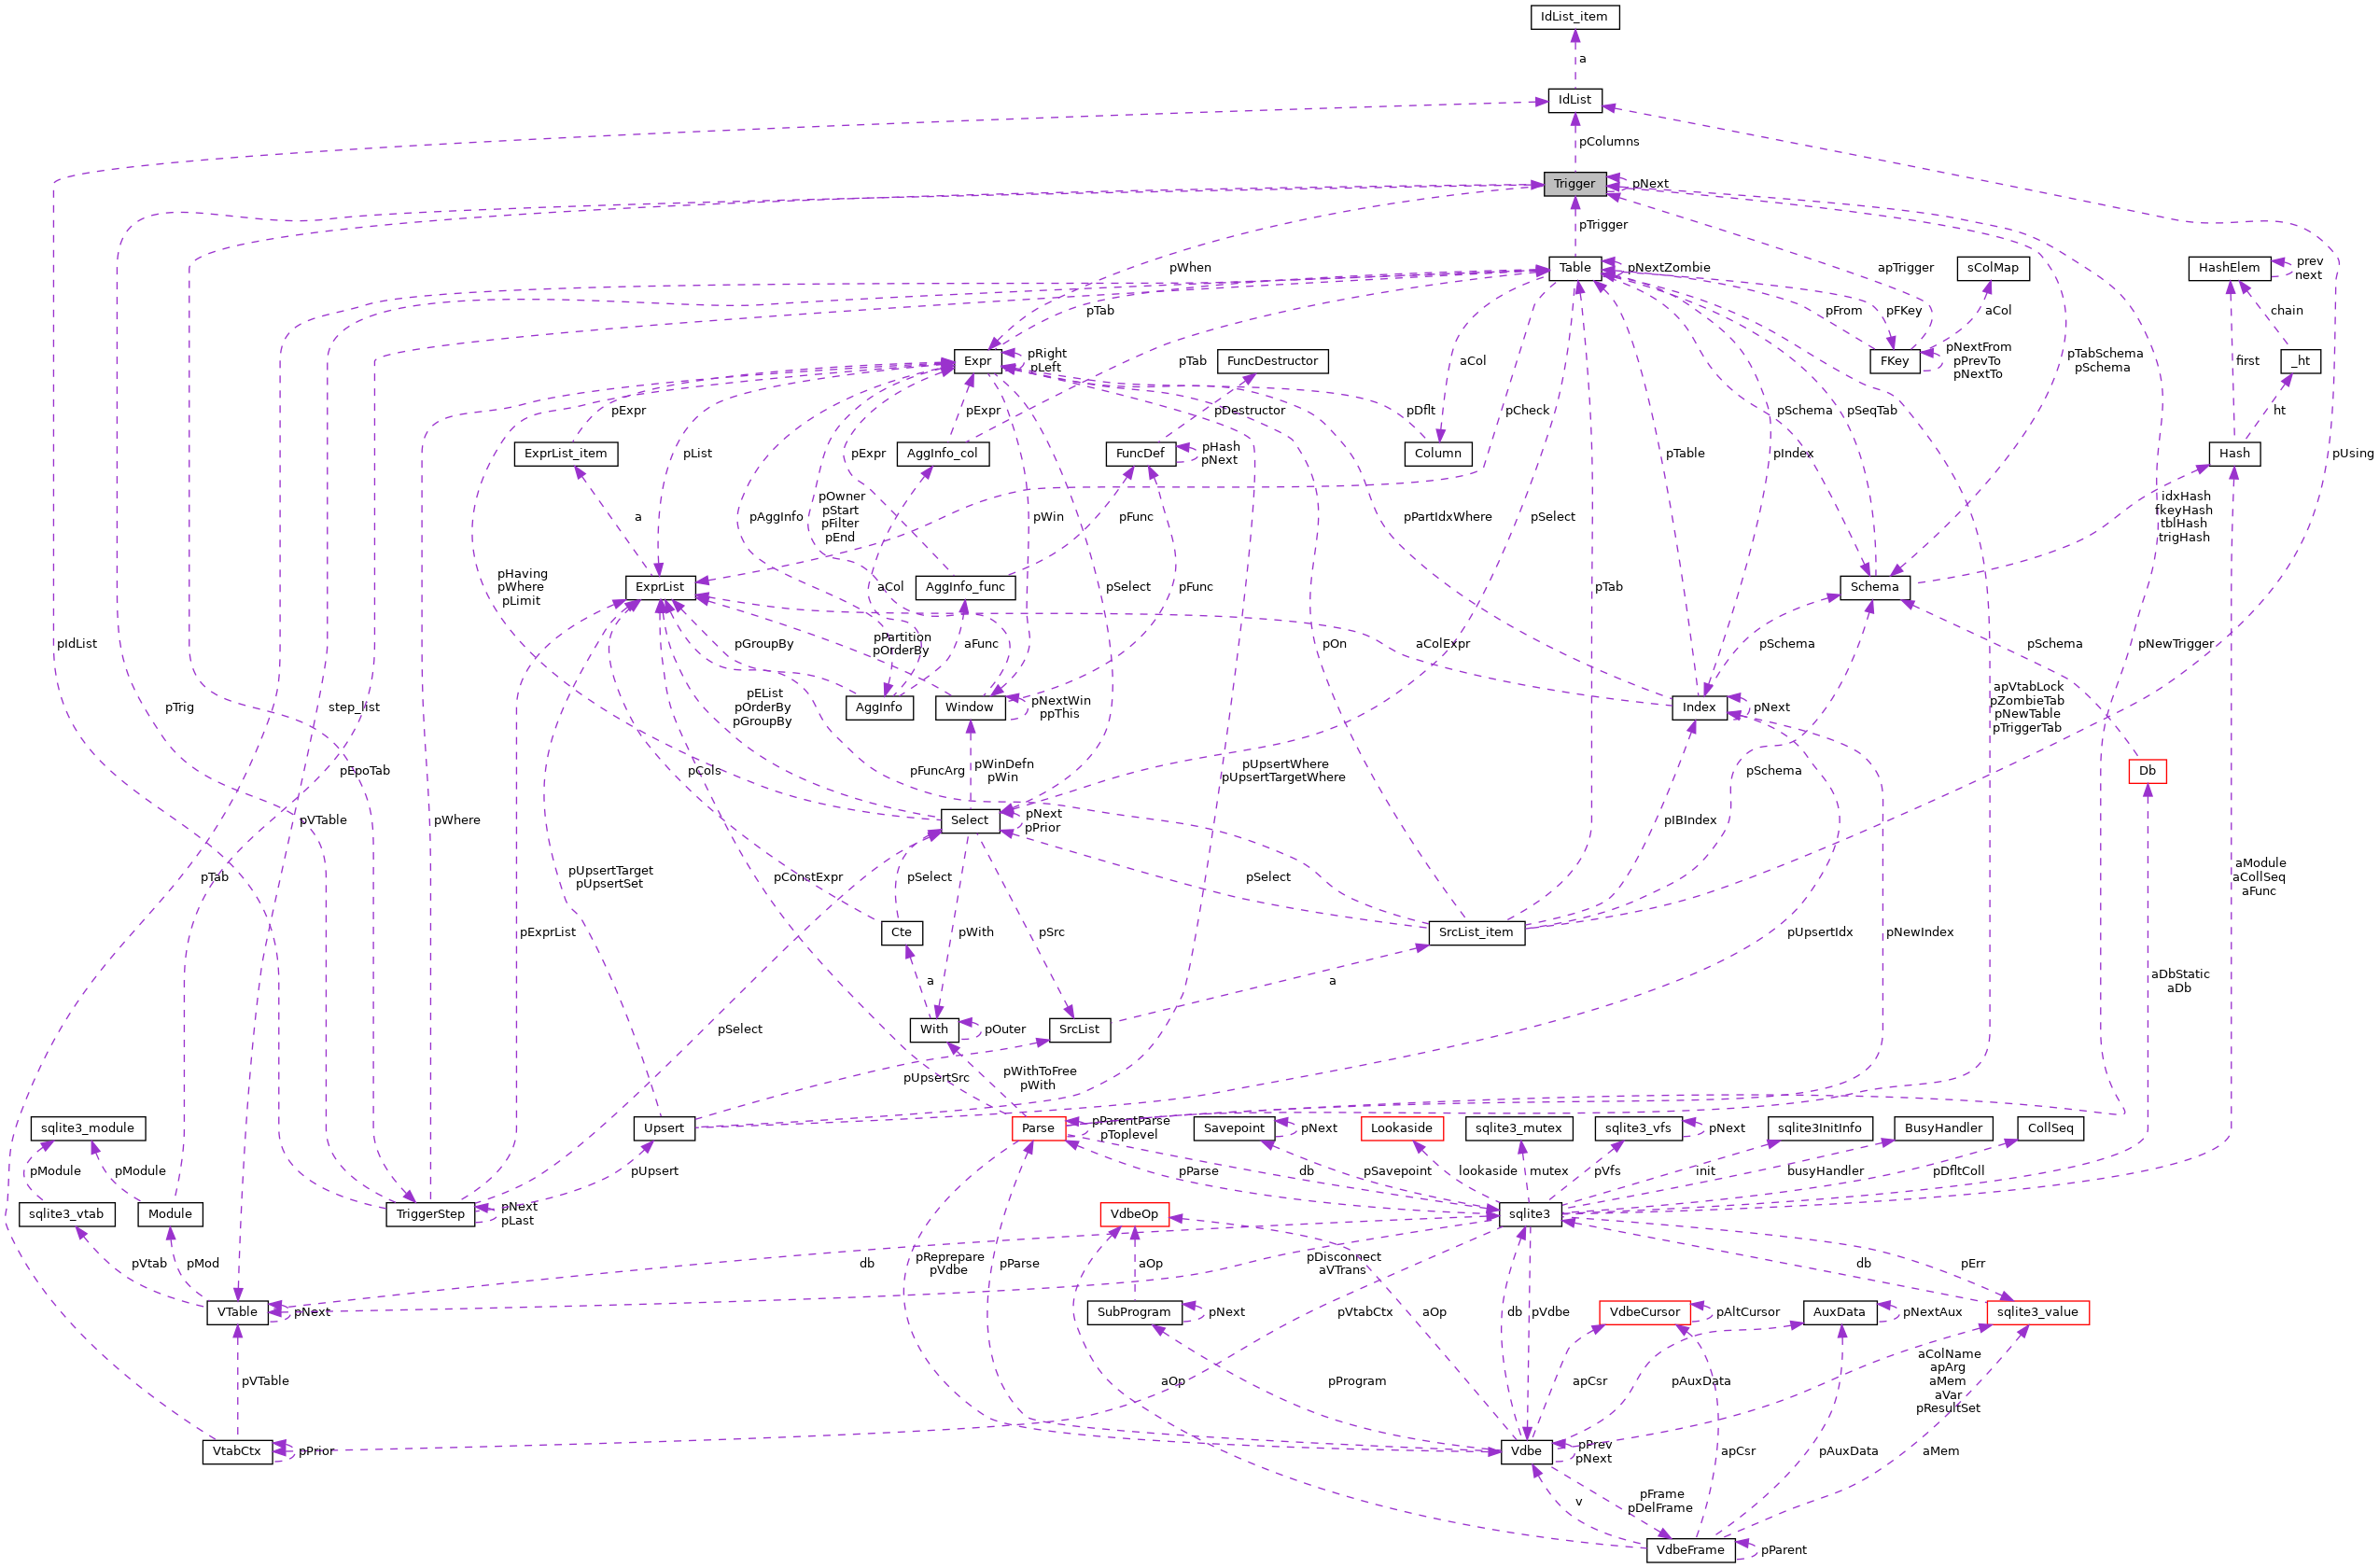 IdList_item
a
IdList
pColumns
Trigger
pNext
pTrigger
pWhen
apTrigger
Table
pNextZombie
sColMap
HashElem
prev
next
pTab
pFrom
pFKey
aCol
chain
Expr
pRight
pLeft
FuncDestructor
pTab
aCol
FKey
pNextFrom
pPrevTo
pNextTo
pTabSchema
pSchema
first
_ht
pExpr
pExpr
pDestructor
pDflt
pCheck
pSchema
pSeqTab
ht
ExprList_item
pList
pExpr
AggInfo_col
FuncDef
pHash
pNext
Column
pTable
pIndex
Hash
pUsing
a
pAggInfo
pOwner
pStart
pFilter
pEnd
pWin
pFunc
pPartIdxWhere
pSelect
idxHash
fkeyHash
tblHash
trigHash
pHaving
pWhere
pLimit
ExprList
aCol
AggInfo_func
pSelect
pFunc
pTab
Schema
pIdList
pGroupBy
pPartition
pOrderBy
aFunc
pOn
aColExpr
pSchema
pSchema
pNewTrigger
pTrig
step_list
pEList
pOrderBy
pGroupBy
AggInfo
Window
pNextWin
ppThis
Index
pNext
apVtabLock
pZombieTab
pNewTable
pTriggerTab
pEpoTab
pCols
pFuncArg
pWinDefn
pWin
pUpsertWhere
pUpsertTargetWhere
pSchema
Db
pVTable
pWhere
Select
pNext
pPrior
pIBIndex
pTab
pUpsertTarget
pUpsertSet
pConstExpr
pSelect
pSelect
aModule
aCollSeq
aFunc
pExprList
Cte
pWith
pSrc
SrcList_item
pUpsertIdx
pNewIndex
a
a
aDbStatic
aDb
pSelect
With
pOuter
SrcList
pUpsertSrc
pWithToFree
pWith
sqlite3_module
Upsert
Parse
pParentParse
pToplevel
Savepoint
pNext
Lookaside
sqlite3_mutex
sqlite3_vfs
pNext
sqlite3InitInfo
BusyHandler
CollSeq
pModule
pModule
pUpsert
pParse
db
pSavepoint
lookaside
mutex
pVfs
init
busyHandler
pDfltColl
sqlite3_vtab
Module
TriggerStep
pNext
pLast
VdbeOp
sqlite3
pVtab
pMod
db
pReprepare
pVdbe
pParse
aOp
pDisconnect
aVTrans
db
pErr
VTable
pNext
SubProgram
pNext
pVtabCtx
aOp
db
pVdbe
VdbeCursor
pAltCursor
AuxData
pNextAux
sqlite3_value
pVTable
aOp
pProgram
apCsr
pAuxData
aColName
apArg
aMem
aVar
pResultSet
VtabCtx
pPrior
Vdbe
pPrev
pNext
apCsr
pAuxData
aMem
pFrame
pDelFrame
v
VdbeFrame
pParent